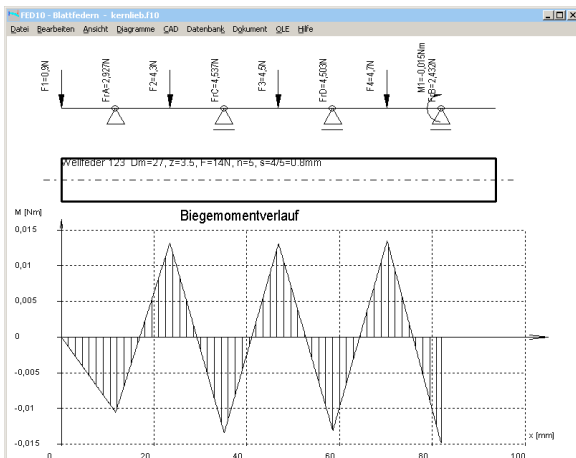 FED10 - Blattfedern - kernlieb.f10
Datei Bearbeiten Ansicht Diagramme CAD Datenbank Dokument OLE Hilfe
F1=0,9N
FrA=2,927N
F2=4,3N
FrC=4,537N
F3=4,5N
FrD=4,503N
F4=4,7N
M1=-0,015Nm
FrB=2,432N
Wellfeder 123 Dm=27, z=3.5, F=14N, n=5, s=4/5=0.8mm
Biegemomentverlauf
M [Nm]
0,015
0,01
0,005
0
-0,005
-0,01
-0,015
x [mm]
0 20 40 60 80 100